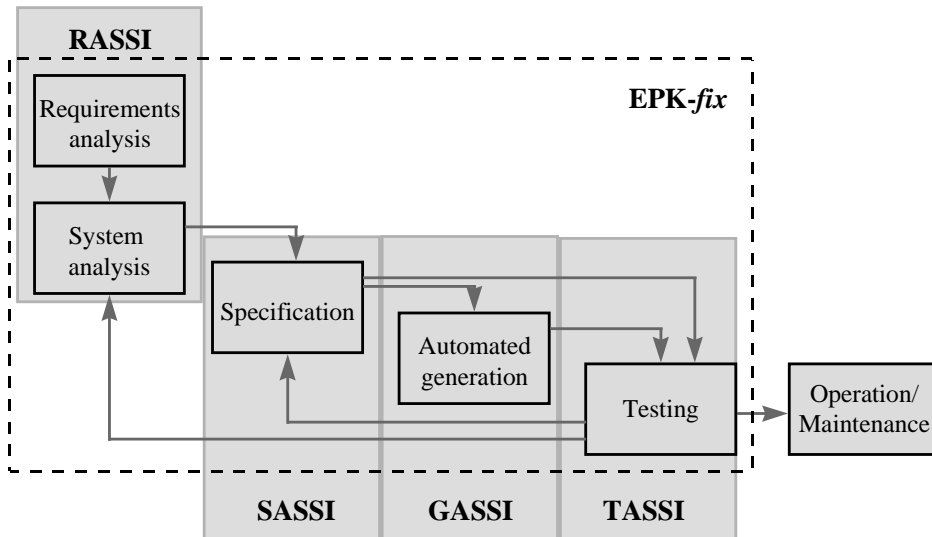 RASSI
EPK-fix
Requirements
analysis
System
analysis
Specification
Automated
generation
Testing
Operation/
Maintenance
SASSI
GASSI
TASSI